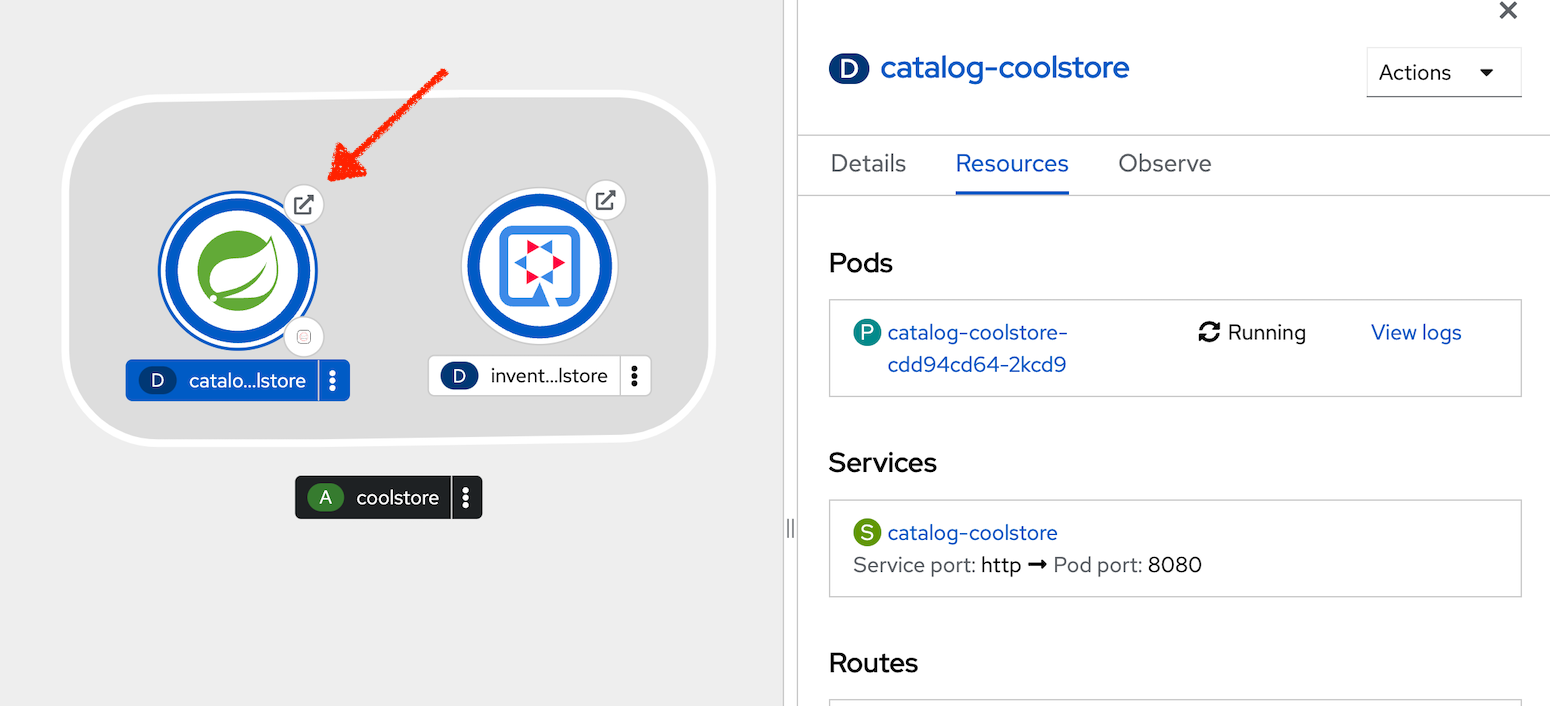 D catalo...lstore
D invent...lstore
A coolstore
D catalog-coolstore
Actions
Details Resources Observe
Pods
P catalog-coolstore-
cdd94cd64-2kcd9
Running
View logs
Services
S catalog-coolstore
Service port: http → Pod port: 8080
Routes